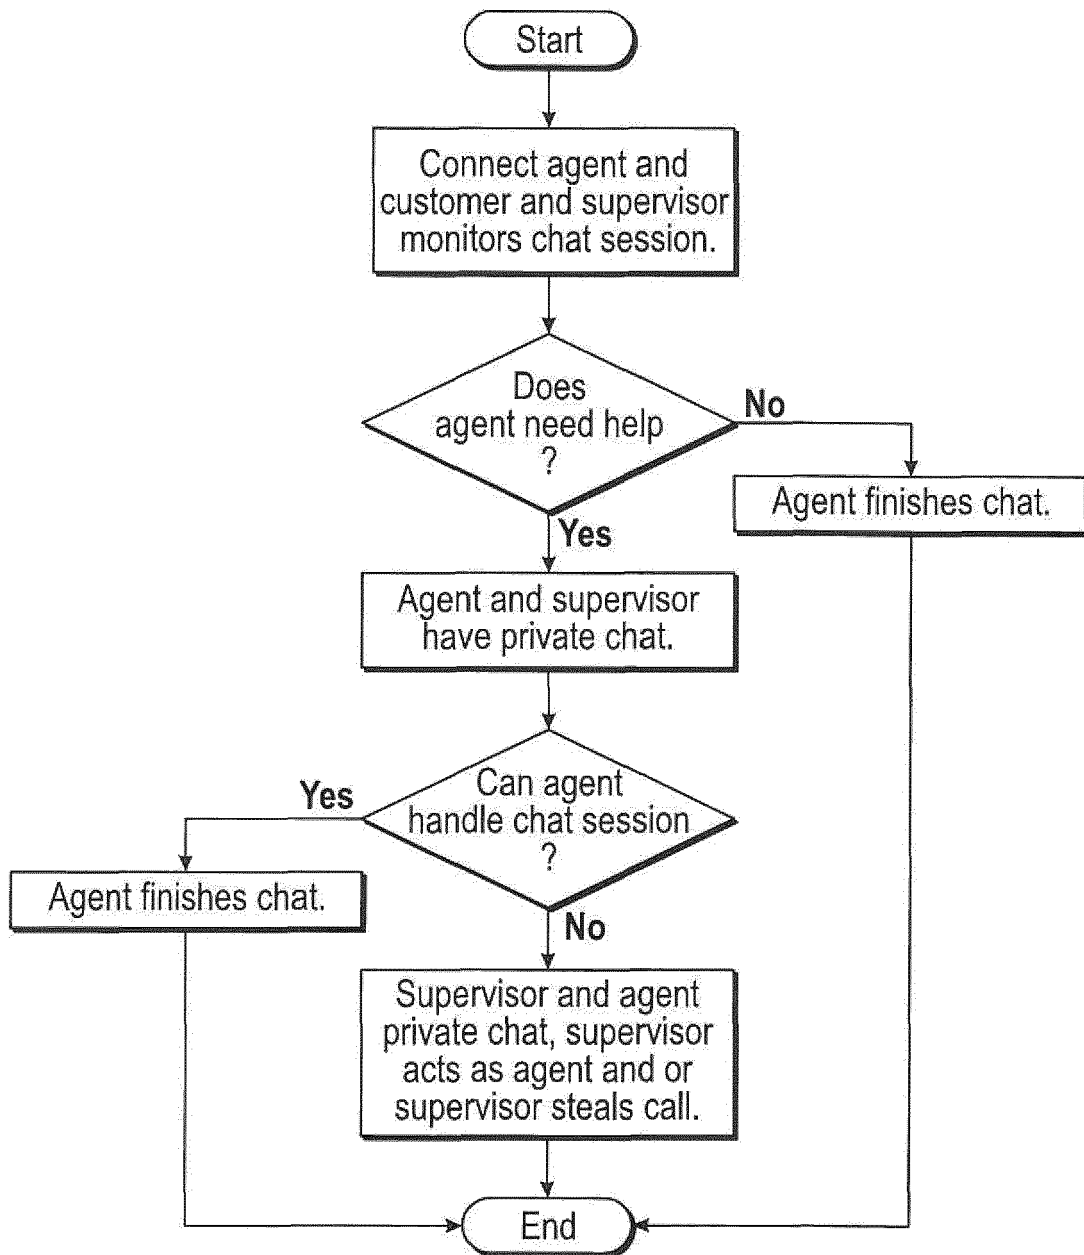 Start
Connect agent and
customer and supervisor
monitors chat session.
Does
agent need help
?
No
Agent finishes chat.
Yes
Agent and supervisor
have private chat.
Can agent
handle chat session
?
Yes
Agent finishes chat.
No
Supervisor and agent
private chat, supervisor
acts as agent and or
supervisor steals call.
End